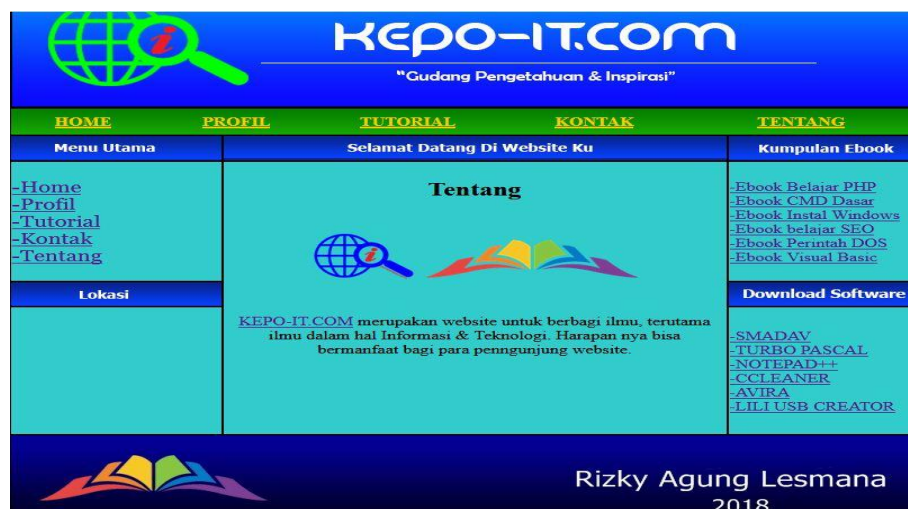 KEPO-IT.COM
"Gudang Pengetahuan & Inspirasi"
HOME PROFIL TUTORIAL KONTAK TENTANG
Menu Utama
-Home
-Profil
-Tutorial
-Kontak
-Tentang
Lokasi
Selamat Datang Di Website Ku
Tentang
i
KEPO-IT.COM merupakan website untuk berbagi ilmu, terutama
ilmu dalam hal Informasi & Teknologi. Harapan nya bisa
bermanfaat bagi para penngunjung website.
Kumpulan Ebook
-Ebook Belajar PHP
-Ebook CMD Dasar
-Ebook Instal Windows
-Ebook belajar SEO
-Ebook Perintah DOS
-Ebook Visual Basic
Download Software
-SMADAV
-TURBO PASCAL
-NOTEPAD++
-CCLEANER
-AVIRA
-LILI USB CREATOR
Rizky Agung Lesmana
2018